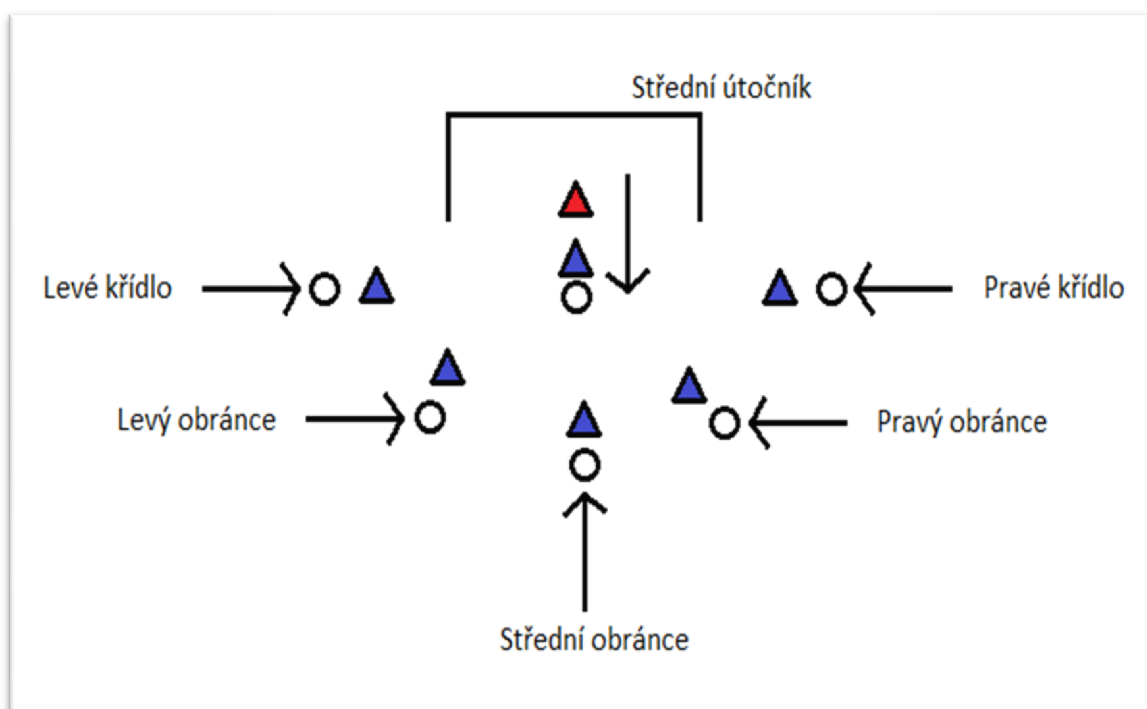 Střední útočník
Levé křídlo
Pravé křídlo
Levý obránce
Pravý obránce
Střední obránce